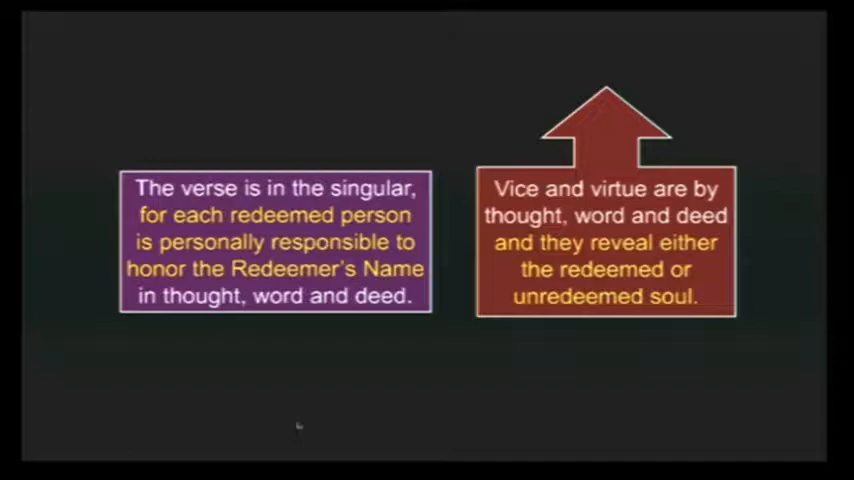 The verse is in the singular,
for each redeemed person
is personally responsible to
honor the Redeemer's Name
in thought, word and deed.
Vice and virtue are by
thought, word and deed
and they reveal either
the redeemed or
unredeemed soul.